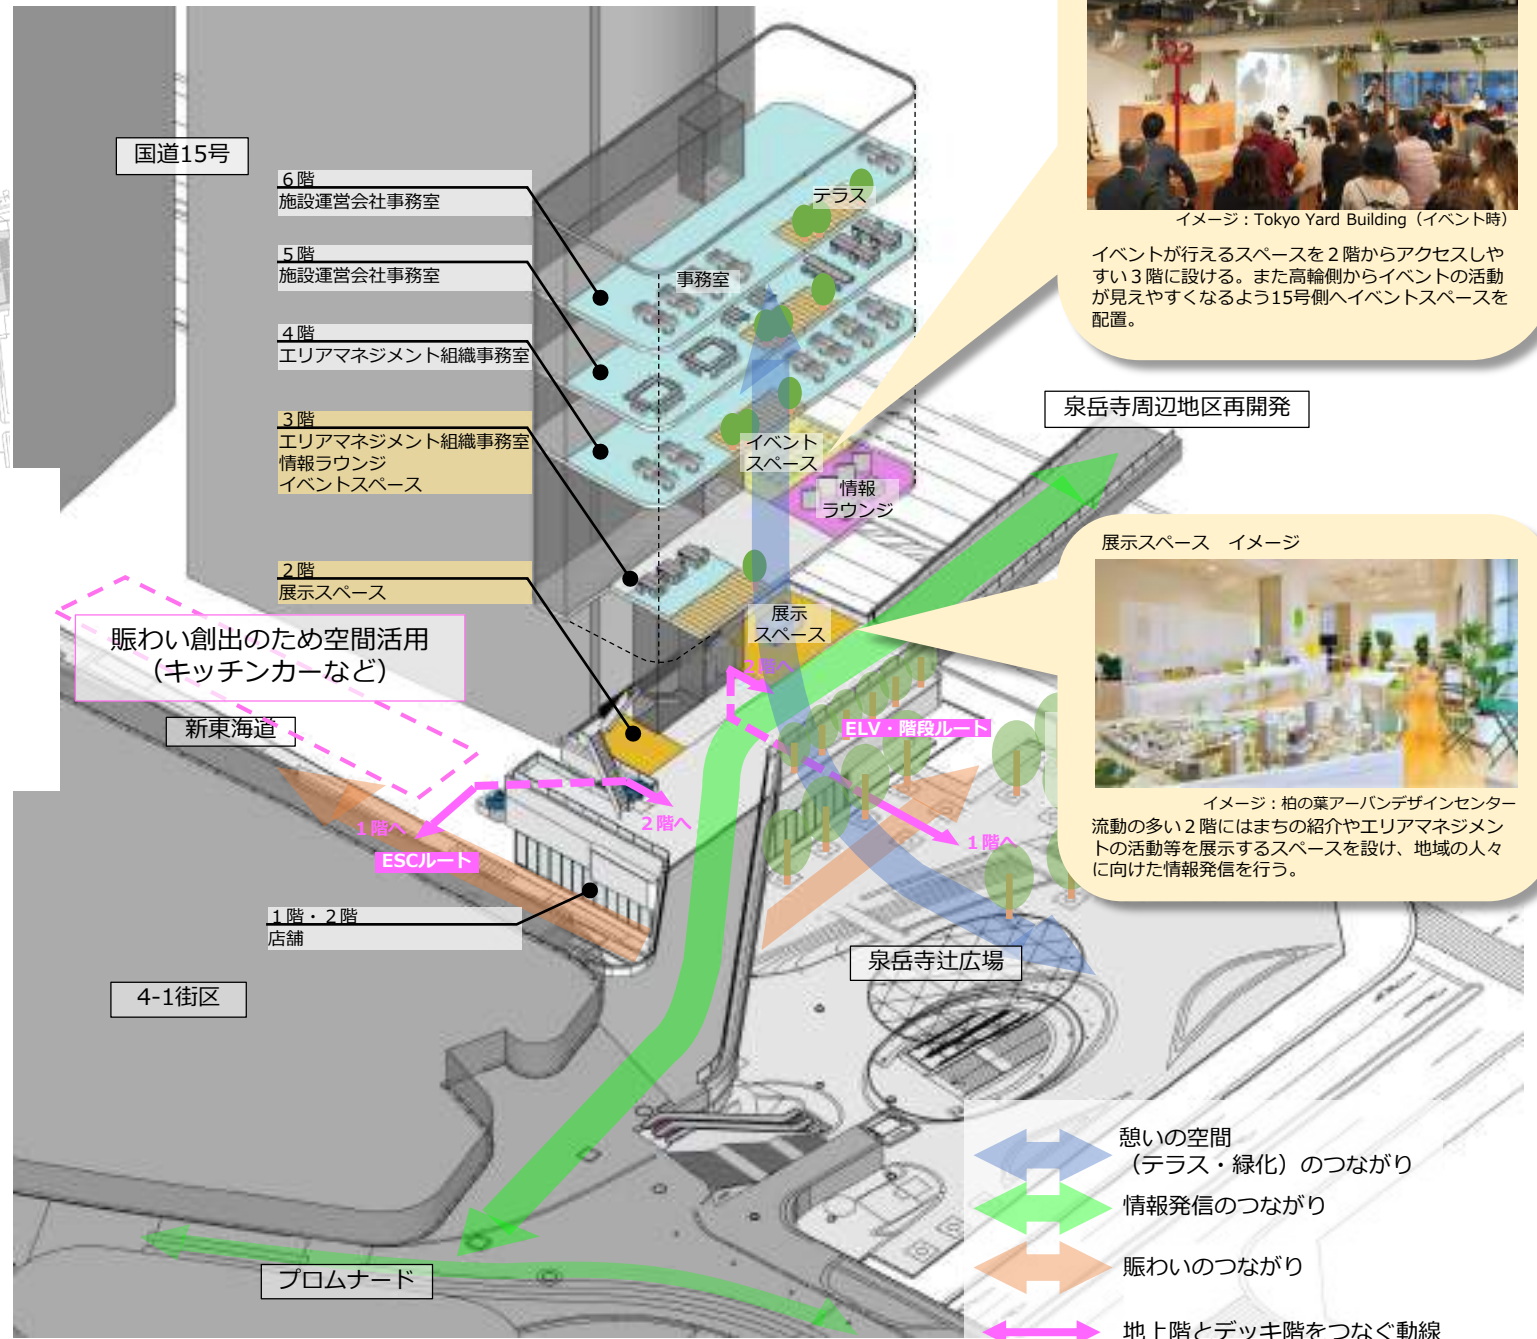 国道15号
6階
施設運営会社事務室
5階
施設運営会社事務室
4階
エリアマネジメント組織事務室
3階
エリアマネジメント組織事務室
情報ラウンジ
イベントスペース
2階
展示スペース
テラス
事務室
イベント
スペース
情報
ラウンジ
展示
スペース
イメージ：Tokyo Yard Building（イベント時）
イベントが行えるスペースを２階からアクセスしや
すい３階に設ける。また高輪側からイベントの活動
が見えやすくなるよう15号側へイベントスペースを
配置。
泉岳寺周辺地区再開発
展示スペース　イメージ
イメージ：柏の葉アーバンデザインセンター
流動の多い２階にはまちの紹介やエリアマネジメン
トの活動等を展示するスペースを設け、地域の人々
に向けた情報発信を行う。
賑わい創出のため空間活用
（キッチンカーなど）
新東海道
2階へ
ELV・階段ルート
1階へ
1階へ
2階へ
ESCルート
1階・２階
店舗
泉岳寺辻広場
4-1街区
プロムナード
憩いの空間
（テラス・緑化）のつながり
情報発信のつながり
賑わいのつながり
地上階とデッキ階をつなぐ動線